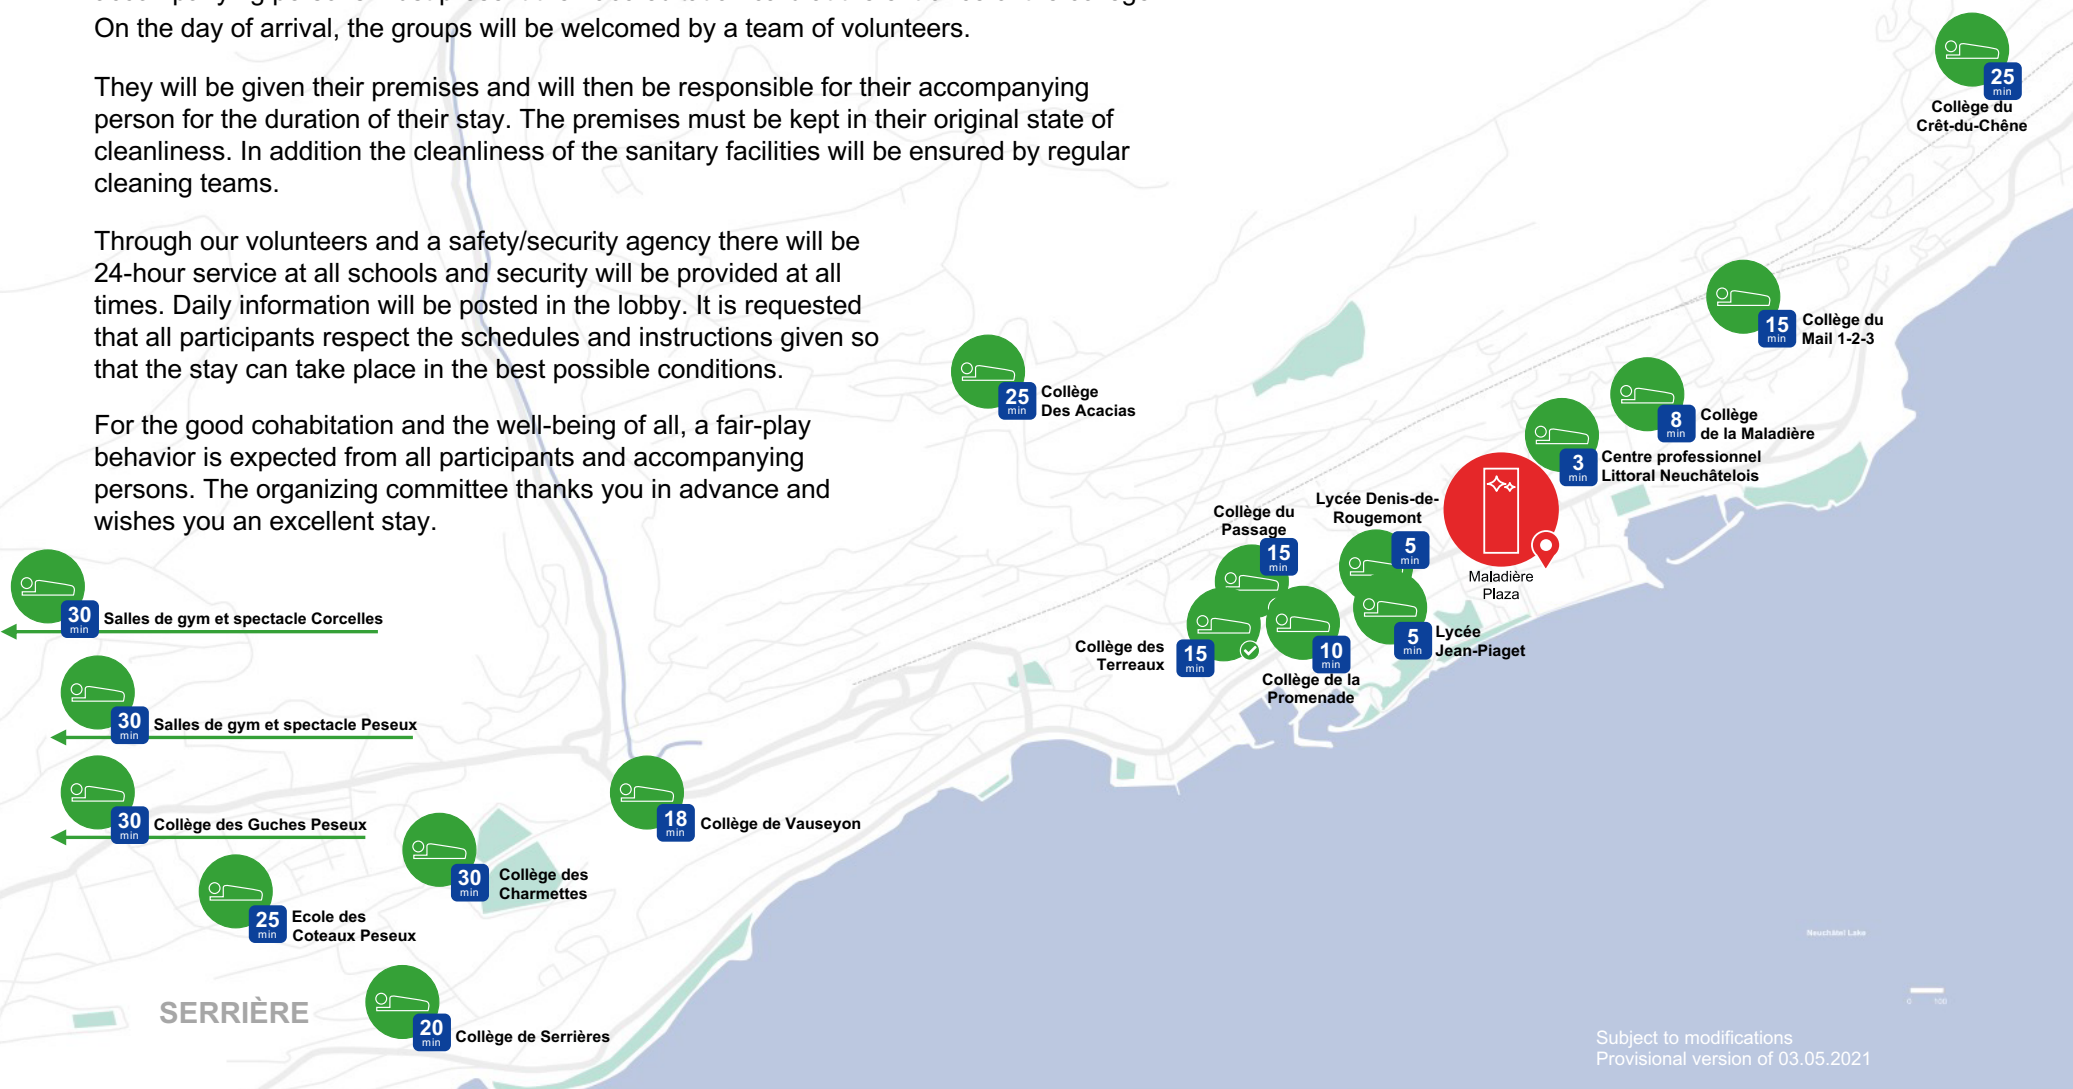 On the day of arrival, the groups will be welcomed by a team of volunteers.
They will be given their premises and will then be responsible for their accompanying
person for the duration of their stay. The premises must be kept in their original state of
cleanliness. In addition the cleanliness of the sanitary facilities will be ensured by regular
cleaning teams.
Through our volunteers and a safety/security agency there will be
24-hour service at all schools and security will be provided at all
times. Daily information will be posted in the lobby. It is requested
that all participants respect the schedules and instructions given so
that the stay can take place in the best possible conditions.
For the good cohabitation and the well-being of all, a fair-play
behavior is expected from all participants and accompanying
persons. The organizing committee thanks you in advance and
wishes you an excellent stay.
25
min
Collège du
Crêt-du-Chêne
15
min
Collège du
Mail 1-2-3
25
min
Collège
Des Acacias
8
min
Collège
de la Maladière
3
min
Centre professionnel
Littoral Neuchâtelois
Lycée Denis-de-
Rougemont
5
min
Collège du
Passage
15
min
Maladière
Plaza
Collège des
Terreaux
15
min
10
min
Collège de la
Promenade
5
min
Lycée
Jean-Piaget
30
min
Salles de gym et spectacle Corcelles
30
min
Salles de gym et spectacle Peseux
30
min
Collège des Guches Peseux
18
min
Collège de Vauseyon
30
min
Collège des
Charmettes
25
min
Ecole des
Coteaux Peseux
SERRIÈRE
20
min
Collège de Serrières
Neuchâtel Lake
0 100
Subject to modifications
Provisional version of 03.05.2021